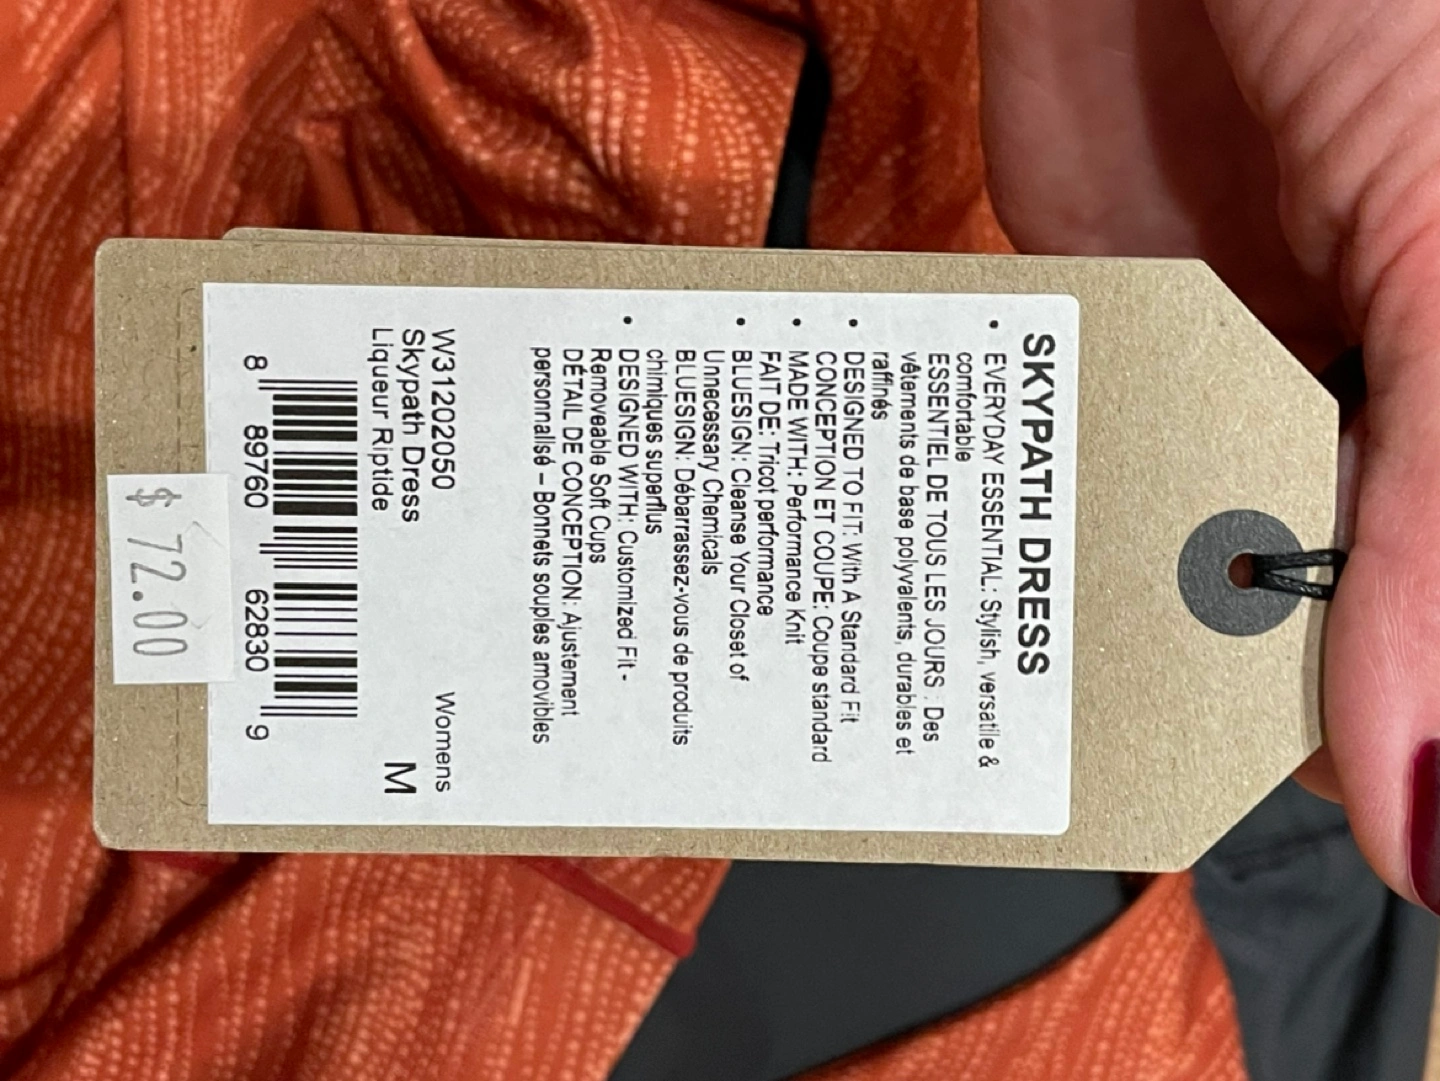 SKYPATH DRESS
• EVERYDAY ESSENTIAL: Stylish, versatile &
comfortable
ESSENTIEL DE TOUS LES JOURS : Des
vêtements de base polyvalents, durables et
raffinés
• DESIGNED TO FIT: With A Standard Fit
CONCEPTION ET COUPE: Coupe standard
• MADE WITH: Performance Knit
FAIT DE: Tricot performance
• BLUESIGN: Cleanse Your Closet of
Unnecessary Chemicals
BLUESIGN: Débarrassez-vous de produits
chimiques superflus
• DESIGNED WITH: Customized Fit -
Removeable Soft Cups
DÉTAIL DE CONCEPTION: Ajustement
personnalisé – Bonnets souples amovibles
W31202050 Womens
Skypath Dress
Liqueur Riptide M
8 89760 62830 9
$ 72.00